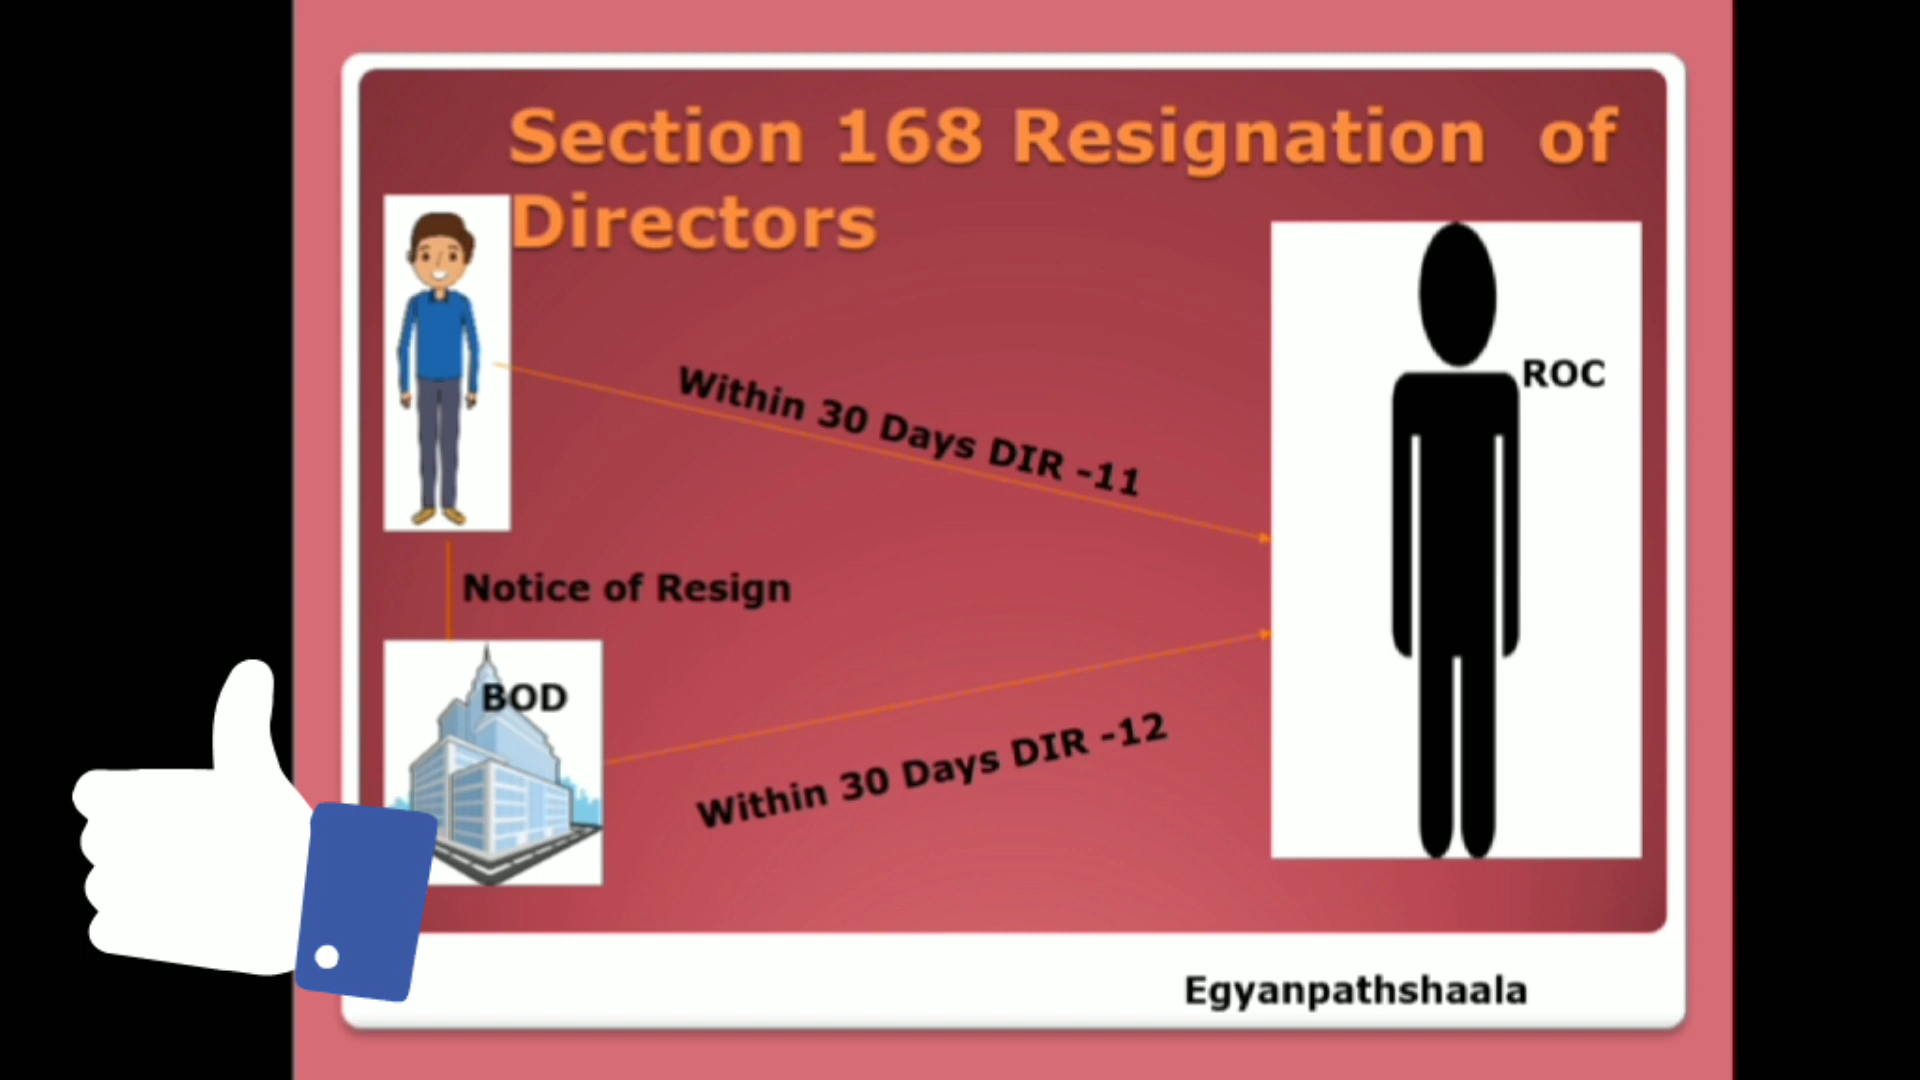 Section 168 Resignation of
Directors
Within 30 Days DIR -11
ROC
Notice of Resign
BOD
Within 30 Days DIR -12
Egyanpathshaala